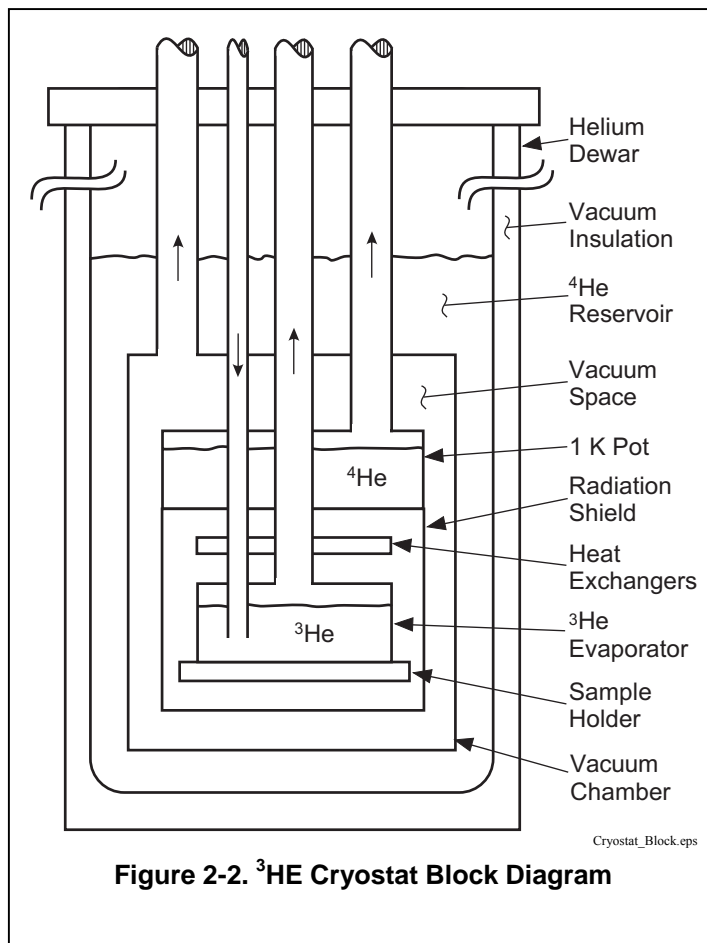 Helium
Dewar
Vacuum
Insulation
⁴He
Reservoir
Vacuum
Space
1 K Pot
⁴He
Radiation
Shield
Heat
Exchangers
³He
³He
Evaporator
Sample
Holder
Vacuum
Chamber
Cryostat_Block.eps
Figure 2-2. ³HE Cryostat Block Diagram